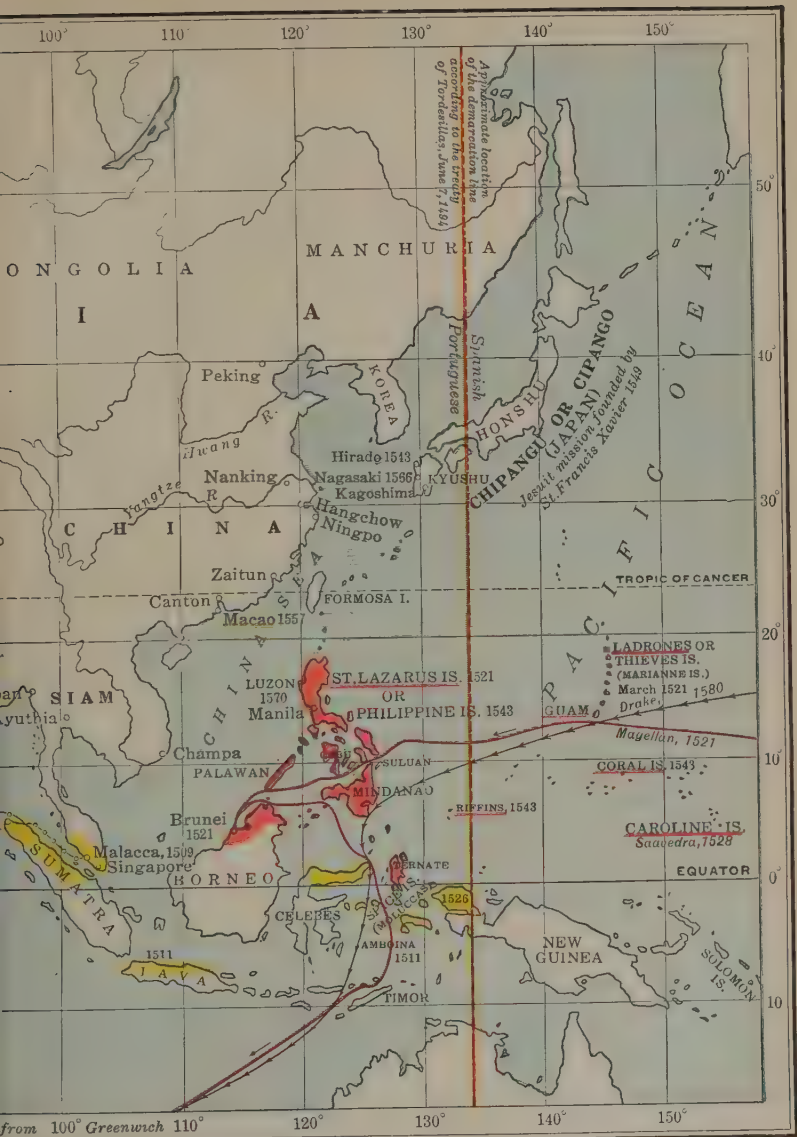 100°
110°
120°
130°
140°
150°
Approximate location
of the demarcation line
according to the treaty
of Tordesillas, June 7, 1494
50°
MANCHURIA
ONGOLIA
I
A
OCEAN
40°
Peking
KOREA
Spanish
Portuguese
HONSHU
CHIPANGU OR CIPANGO
(JAPAN)
Jesuit mission founded by
St. Francis Xavier 1549
Hwang R.
Hirado 1543
Nanking
Nagasaki 1566
KYUSHU
Kagoshima
30°
Yangtze R
Hangchow
Ningpo
CHINA
PACIFIC
Zaitun
TROPIC OF CANCER
Canton
FORMOSA I.
Macao 1557
CHINA SEA
20°
LADRONES OR
THIEVES IS.
(MARIANNE IS.)
March 1521
Drake, 1580
LUZON
1570
ST. LAZARUS IS. 1521
OR
PHILIPPINE IS. 1543
Manila
GUAM
SIAM
yuthia
Magellan, 1521
Champa
10°
SULUAN
PALAWAN
CORAL IS. 1543
MINDANAO
RIFFINS, 1543
Brunei
1521
CAROLINE IS.
Saavedra, 1528
Malacca, 1509
Singapore
TERNATE
EQUATOR
0°
SUMATRA
BORNEO
SPICE IS.
(MOLUCCAS)
1526
CELEBES
AMBOINA
1511
NEW
GUINEA
SOLOMON
IS.
1511
JAVA
TIMOR
10
from 100° Greenwich 110°
120°
130°
140°
150°